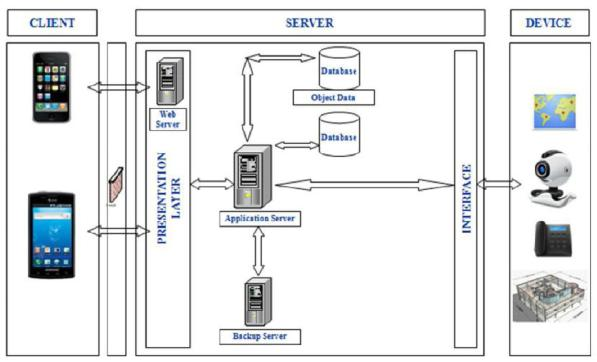 CLIENT
SERVER
DEVICE
Database
Object Data
Web
Server
Database
PRESENTATION
LAYER
Application Server
INTERFACE
Backup Server